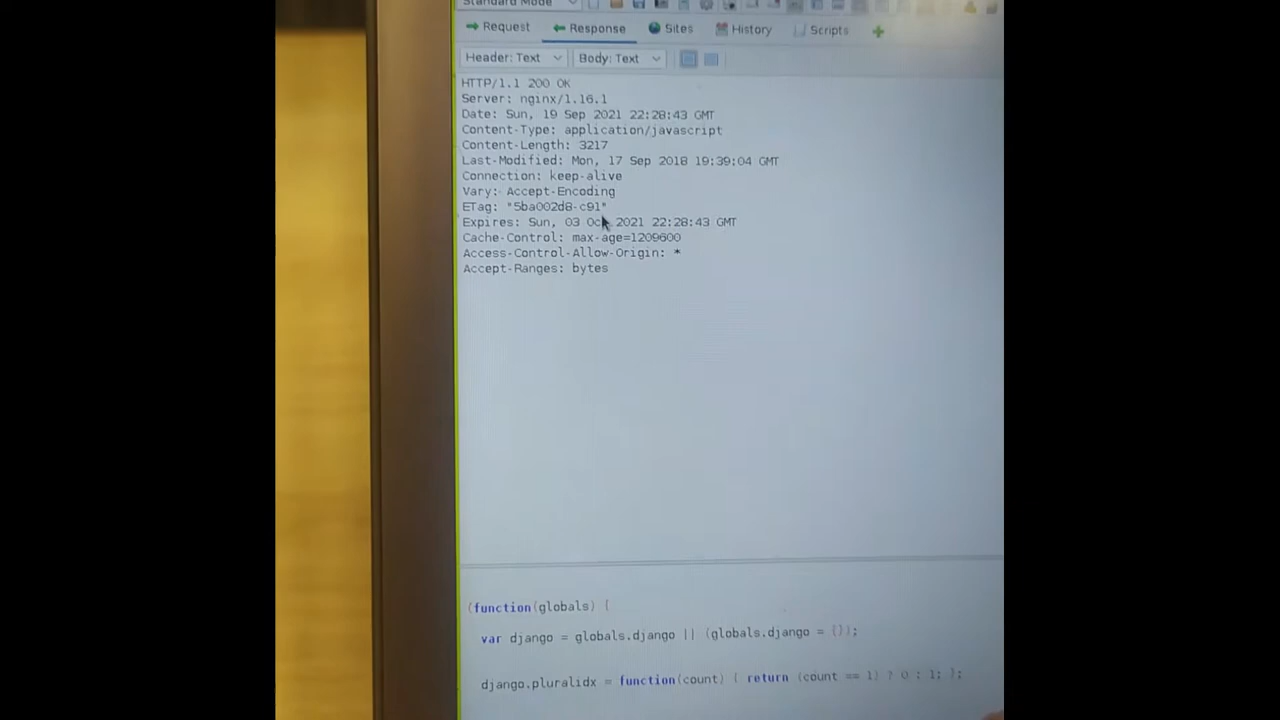 Standard Mode
Request Response Sites History Scripts
Header: Text Body: Text
HTTP/1.1 200 OK
Server: nginx/1.16.1
Date: Sun, 19 Sep 2021 22:28:43 GMT
Content-Type: application/javascript
Content-Length: 3217
Last-Modified: Mon, 17 Sep 2018 19:39:04 GMT
Connection: keep-alive
Vary: Accept-Encoding
ETag: "5ba002d8-c91"
Expires: Sun, 03 Oc 2021 22:28:43 GMT
Cache-Control: max-age=1209600
Access-Control-Allow-Origin: *
Accept-Ranges: bytes
(function(globals) {
var django = globals.django || (globals.django = {});
django.pluralidx = function(count) { return (count == 1) ? 0 : 1; };